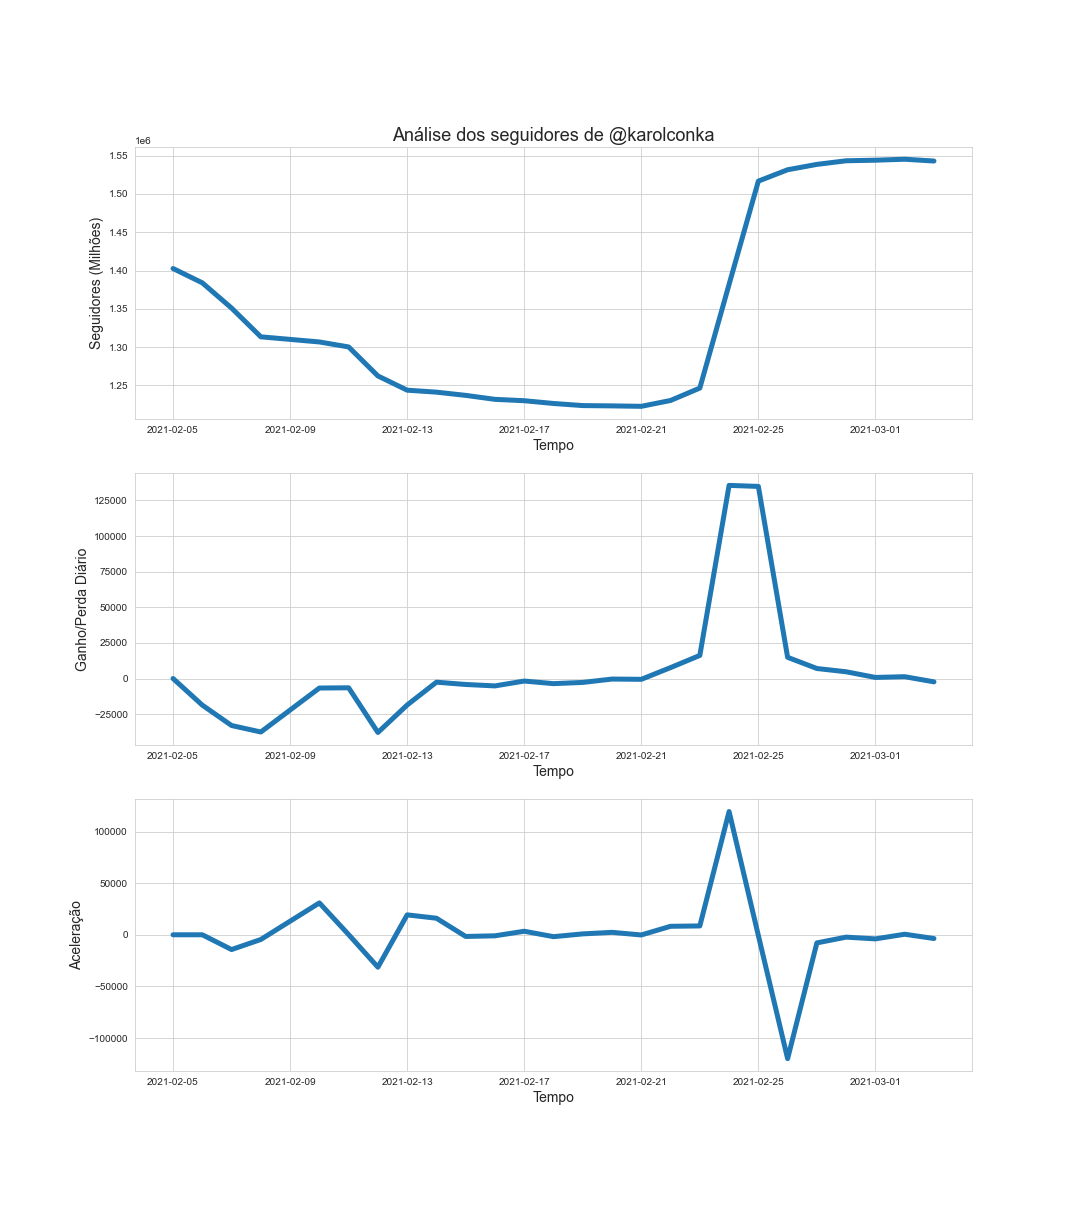 Análise dos seguidores de @karolconka
1e6
1.55
1.50
1.45
1.40
1.35
1.30
1.25
Seguidores (Milhões)
2021-02-05 2021-02-09 2021-02-13 2021-02-17 2021-02-21 2021-02-25 2021-03-01
Tempo
125000
100000
75000
50000
25000
0
−25000
Ganho/Perda Diário
2021-02-05 2021-02-09 2021-02-13 2021-02-17 2021-02-21 2021-02-25 2021-03-01
Tempo
100000
50000
0
−50000
−100000
Aceleração
2021-02-05 2021-02-09 2021-02-13 2021-02-17 2021-02-21 2021-02-25 2021-03-01
Tempo